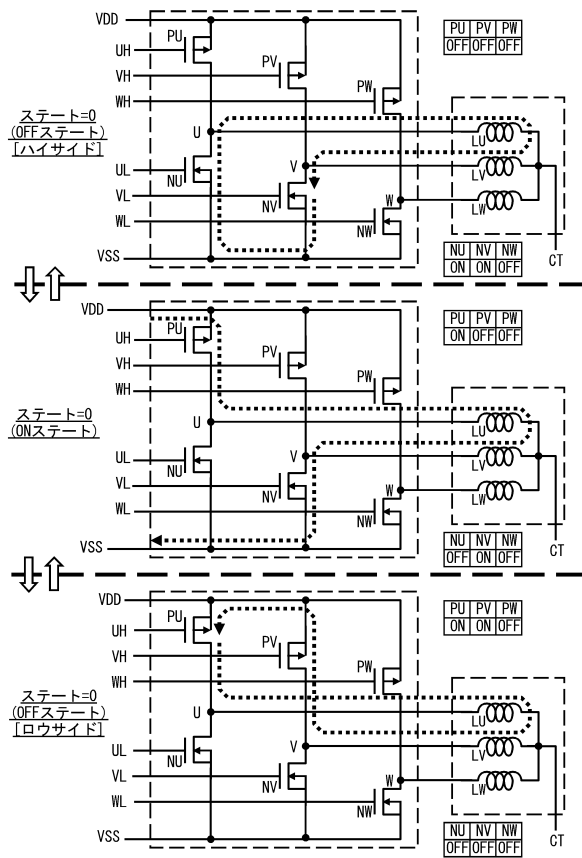 VDD
PU PV PW
OFF OFF OFF
UH
PU
VH
PV
WH
PW
ステート=0
(OFFステート)
[ハイサイド]
U
LU
UL
NU
V
LV
VL
NV
W
LW
WL
NW
VSS
NU NV NW
ON ON OFF
CT
VDD
PU PV PW
ON OFF OFF
UH
PU
VH
PV
WH
PW
ステート=0
(ONステート)
U
LU
UL
NU
V
LV
VL
NV
W
LW
WL
NW
VSS
NU NV NW
OFF ON OFF
CT
VDD
PU PV PW
ON ON OFF
UH
PU
VH
PV
WH
PW
ステート=0
(OFFステート)
[ロウサイド]
U
LU
UL
NU
V
LV
VL
NV
W
LW
WL
NW
VSS
NU NV NW
OFF OFF OFF
CT